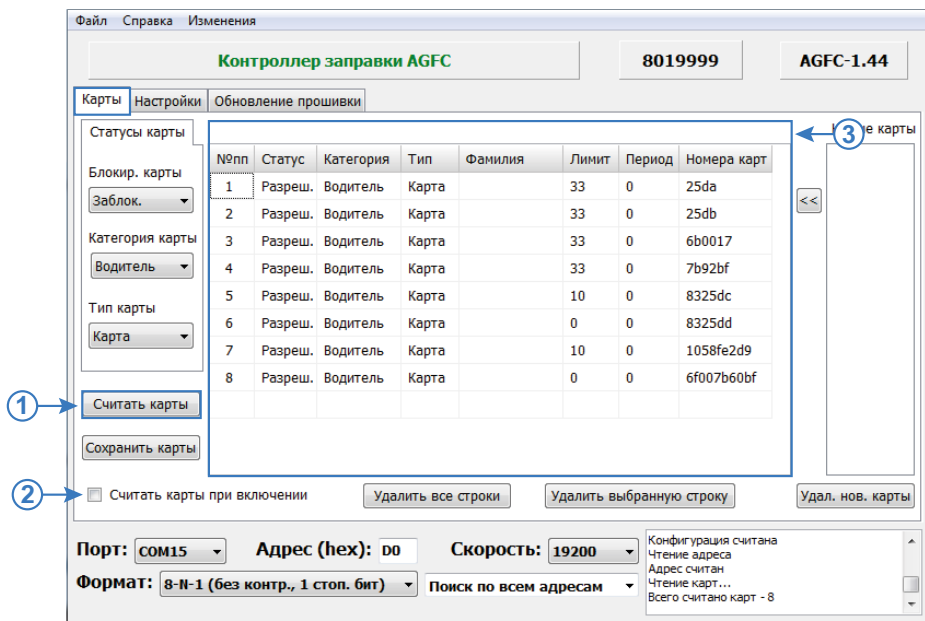 Файл Справка Изменения
Контроллер заправки AGFC 8019999 AGFC-1.44
Карты Настройки Обновление прошивки
Статусы карты
3
карты
№пп Статус Категория Тип Фамилия Лимит Период Номера карт
Блокир. карты
1 Разреш. Водитель Карта 33 0 25da
Заблок. <<
2 Разреш. Водитель Карта 33 0 25db
Категория карты
3 Разреш. Водитель Карта 33 0 6b0017
Водитель
4 Разреш. Водитель Карта 33 0 7b92bf
5 Разреш. Водитель Карта 10 0 8325dc
Тип карты
6 Разреш. Водитель Карта 0 0 8325dd
Карта
7 Разреш. Водитель Карта 10 0 1058fe2d9
8 Разреш. Водитель Карта 0 0 6f007b60bf
1 Считать карты
Сохранить карты
2 Считать карты при включении Удалить все строки Удалить выбранную строку Удал. нов. карты
Порт: COM15 Адрес (hex): D0 Скорость: 19200
Формат: 8-N-1 (без контр., 1 стоп. бит) Поиск по всем адресам
Конфигурация считана
Чтение адреса
Адрес считан
Чтение карт...
Всего считано карт - 8